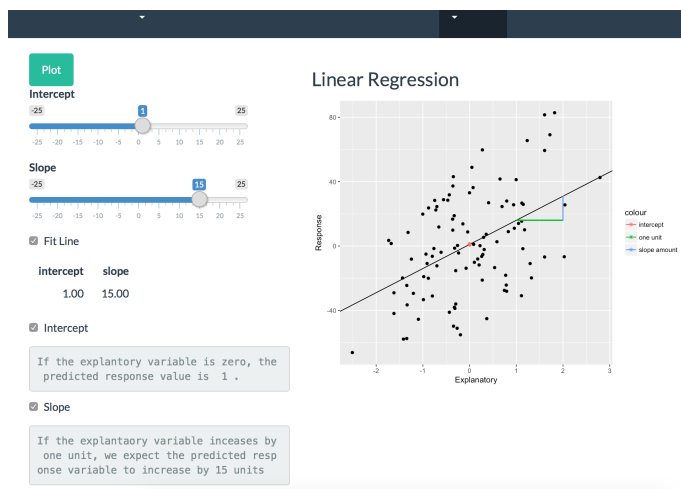 Plot
Intercept
-25 1 25
-25 -20 -15 -10 -5 0 5 10 15 20 25
Slope
-25 15 25
-25 -20 -15 -10 -5 0 5 10 15 20 25
Fit Line
intercept slope
1.00 15.00
Intercept
If the explantory variable is zero, the
predicted response value is 1 .
Slope
If the explantaory variable inceases by
one unit, we expect the predicted resp
onse variable to increase by 15 units
Linear Regression
80
40
0
-40
Response
-2 -1 0 1 2 3
Explanatory
colour
intercept
one unit
slope amount